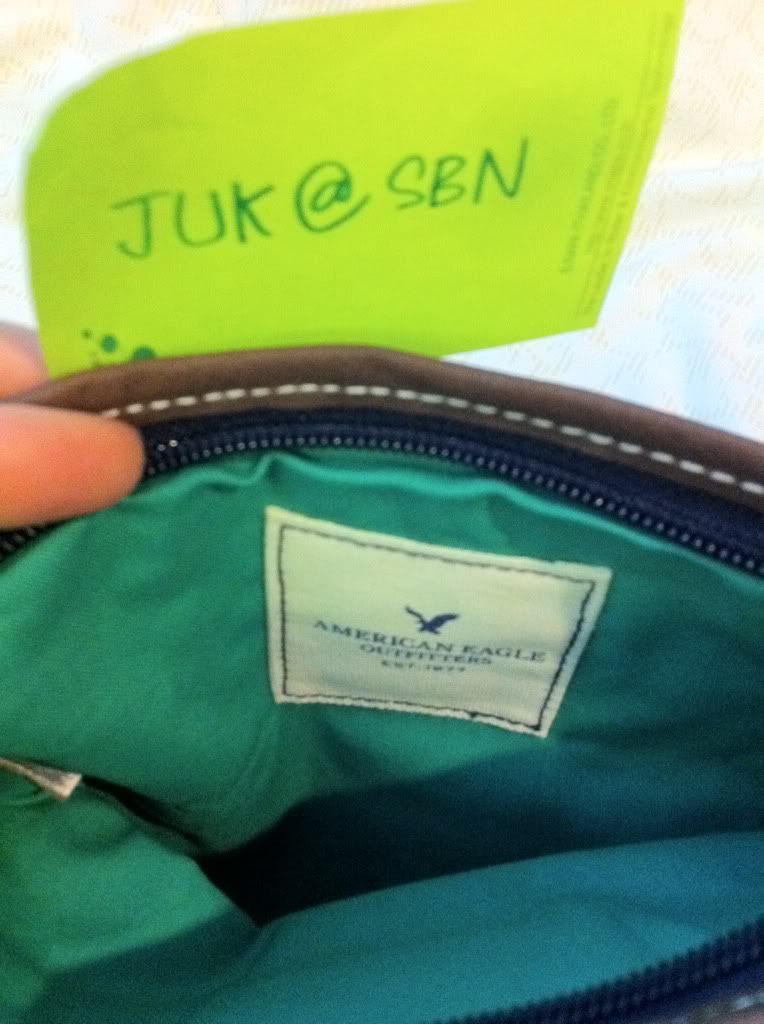 JUK @ SBN
AMERICAN EAGLE
OUTFITTERS
EST. 1977